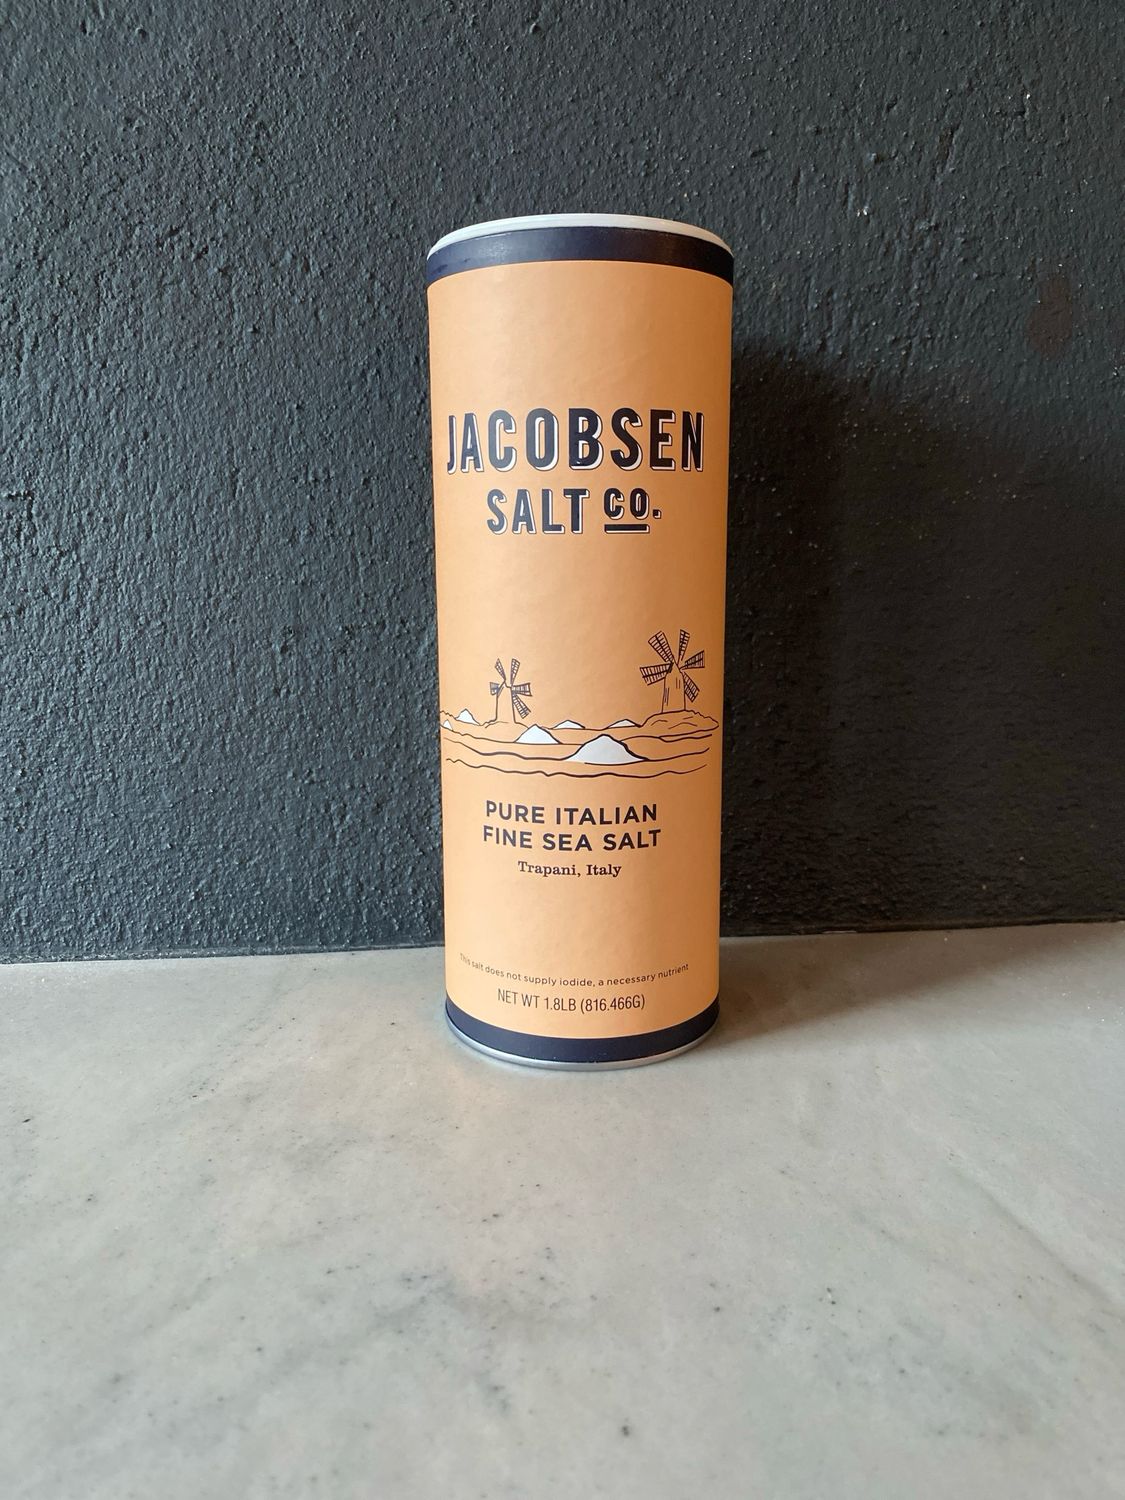 JACOBSEN
SALT CO.
PURE ITALIAN
FINE SEA SALT
Trapani, Italy
This salt does not supply iodide, a necessary nutrient
NET WT 1.8LB (816.466G)